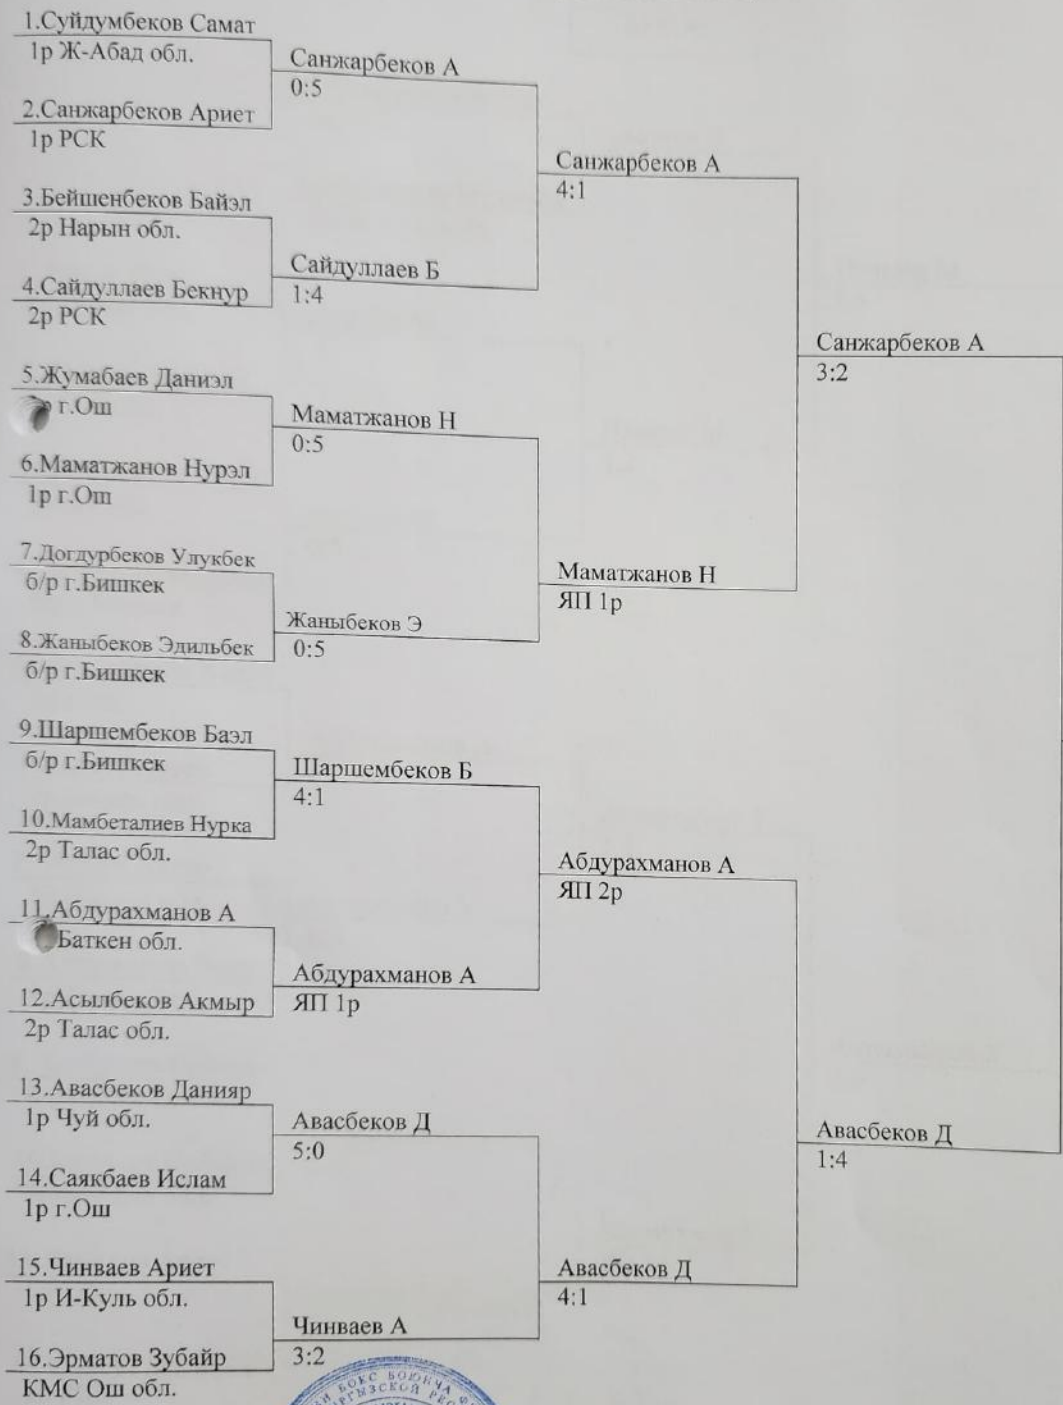 1.Суйдумбеков Самат
1р Ж-Абад обл.
2.Санжарбеков Ариет
1р РСК
3.Бейшенбеков Байэл
2р Нарын обл.
4.Сайдуллаев Бекнур
2р РСК
5.Жумабаев Даниэл
г.Ош
6.Маматжанов Нурэл
1р г.Ош
7.Догдурбеков Улукбек
б/р г.Бишкек
8.Жаныбеков Эдильбек
б/р г.Бишкек
9.Шаршембеков Баэл
б/р г.Бишкек
10.Мамбеталиев Нурка
2р Талас обл.
11.Абдурахманов А
Баткен обл.
12.Асылбеков Акмыр
2р Талас обл.
13.Авасбеков Данияр
1р Чуй обл.
14.Саякбаев Ислам
1р г.Ош
15.Чинваев Ариет
1р И-Куль обл.
16.Эрматов Зубайр
КМС Ош обл.
Санжарбеков А
0:5
Сайдуллаев Б
1:4
Маматжанов Н
0:5
Жаныбеков Э
0:5
Шаршембеков Б
4:1
Абдурахманов А
ЯП 1р
Авасбеков Д
5:0
Чинваев А
3:2
Санжарбеков А
4:1
Маматжанов Н
ЯП 1р
Абдурахманов А
ЯП 2р
Авасбеков Д
4:1
Санжарбеков А
3:2
Авасбеков Д
1:4
БОКС БОЮНЧА